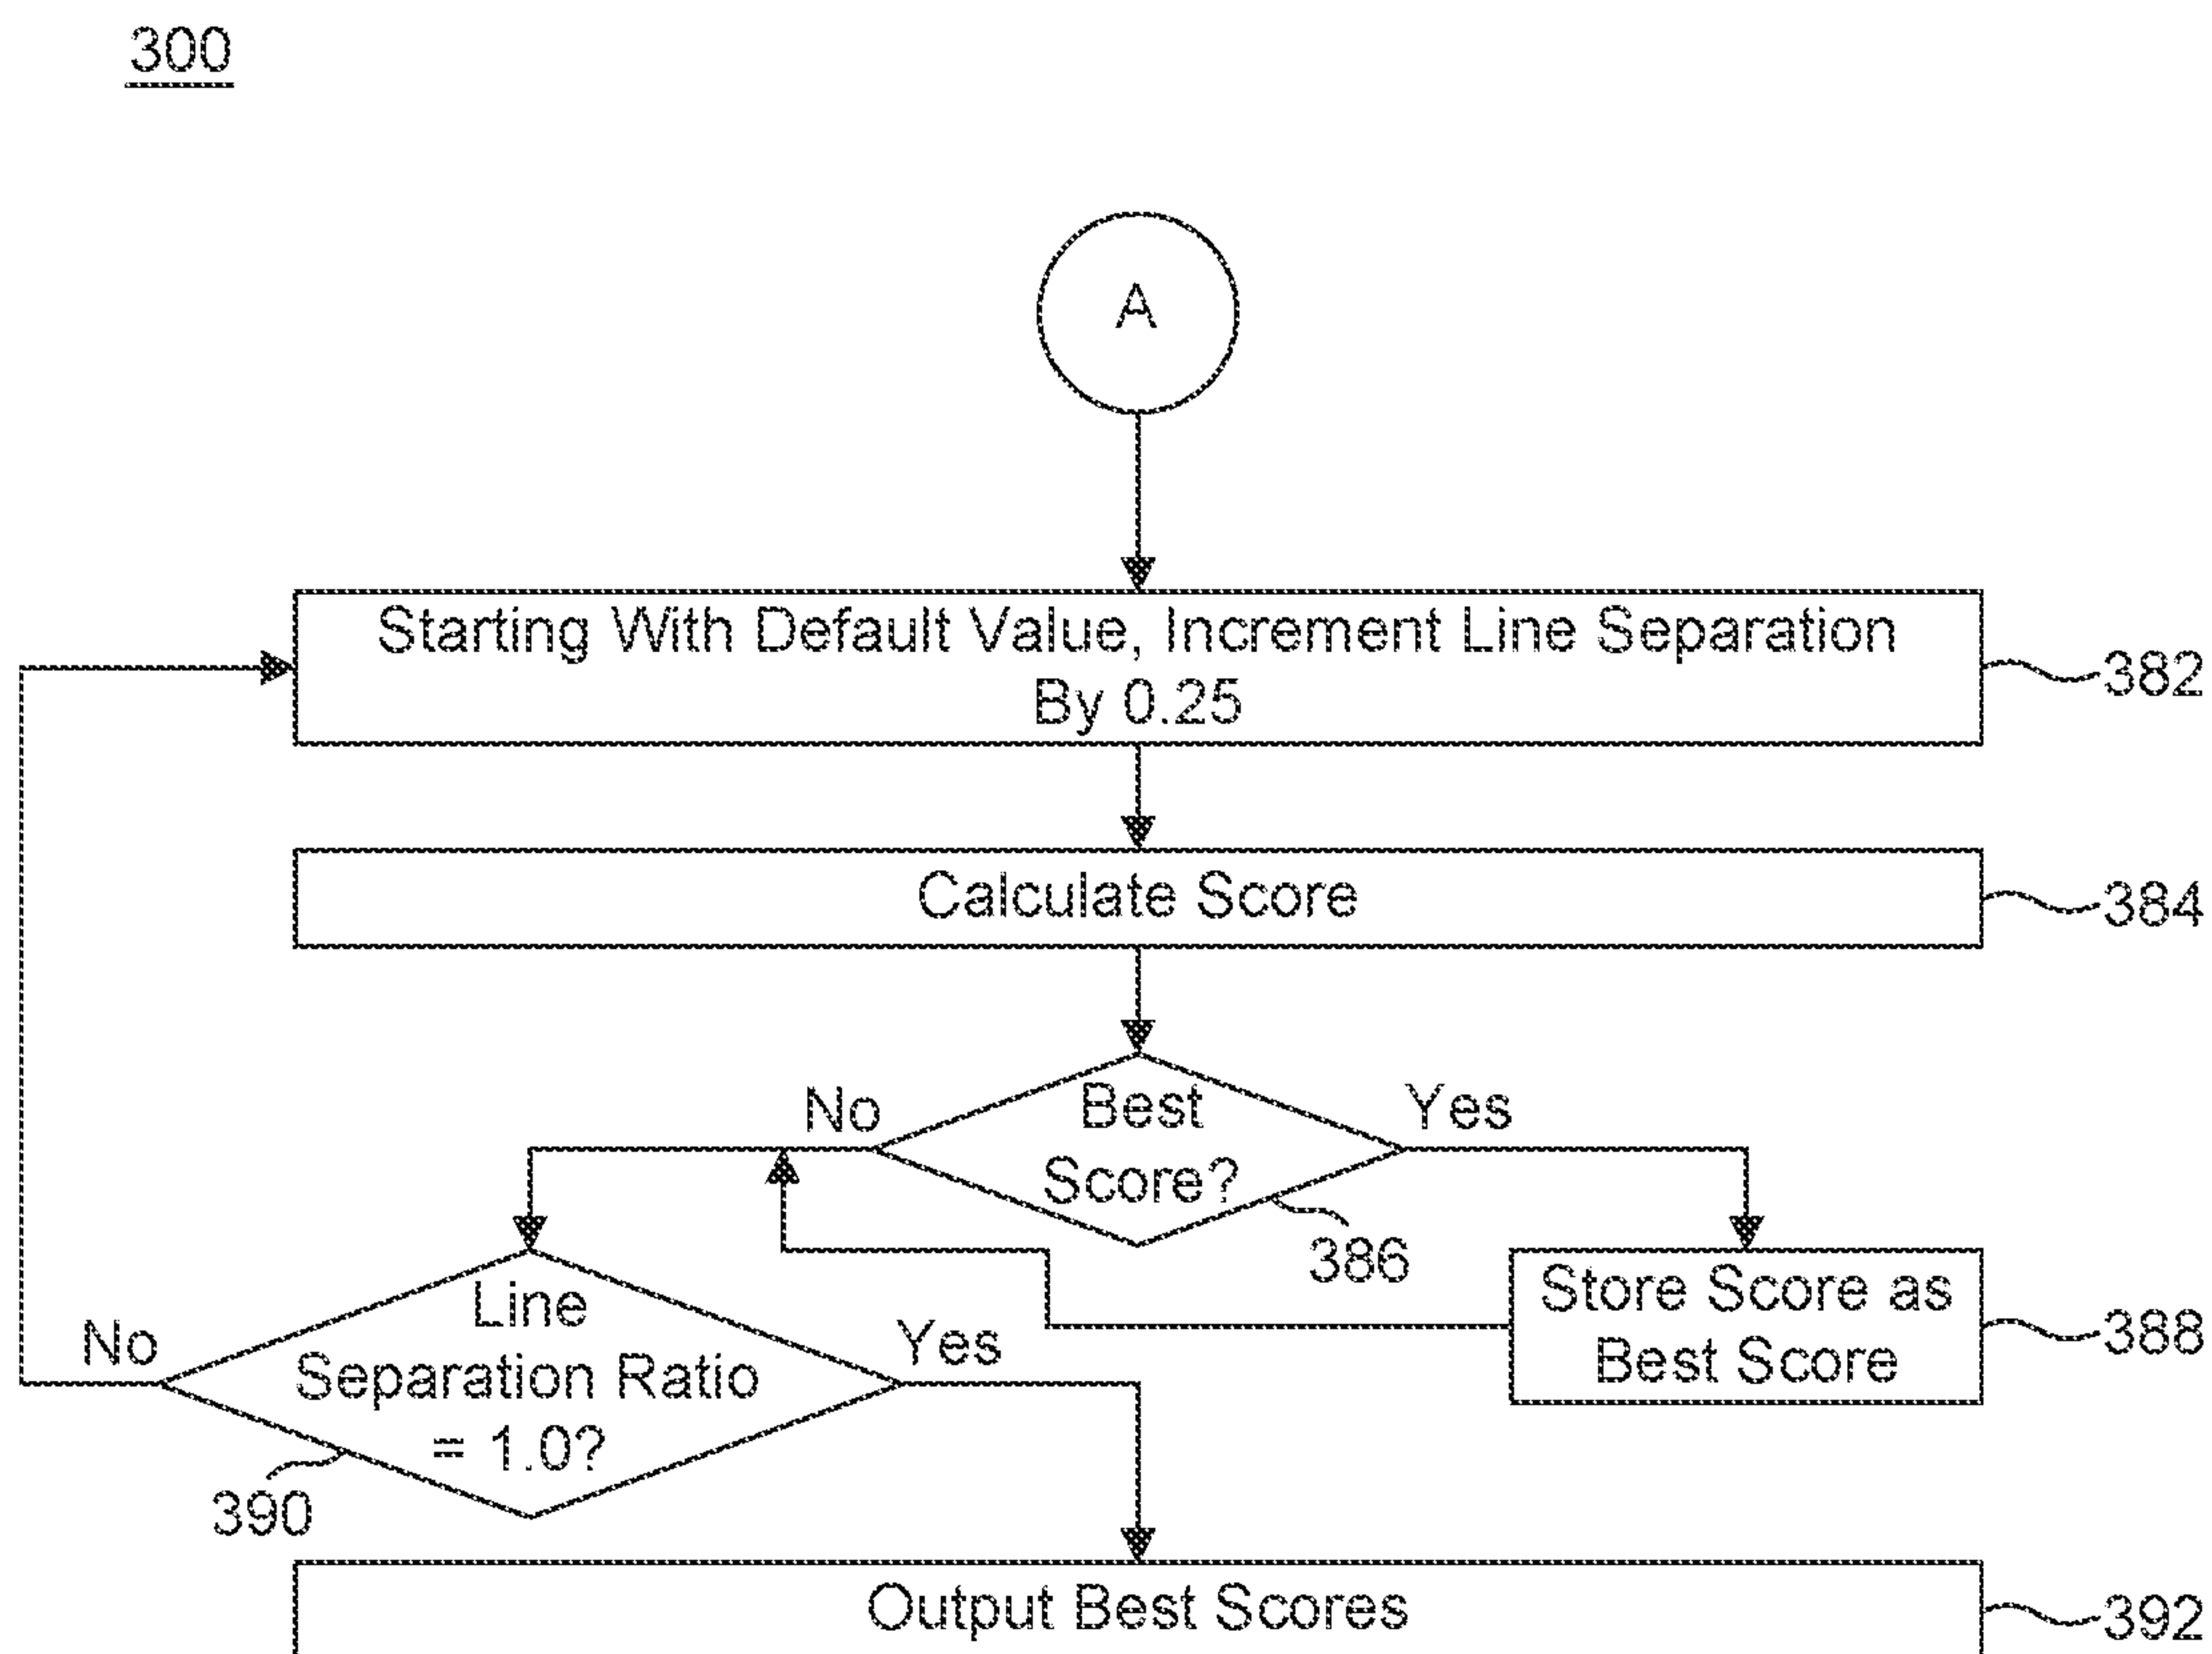 300
A
Starting With Default Value, Increment Line Separation
By 0.25
382
Calculate Score
384
No
Best
Score?
Yes
386
Store Score as
Best Score
388
No
Line
Separation Ratio
= 1.0?
Yes
390
Output Best Scores
392